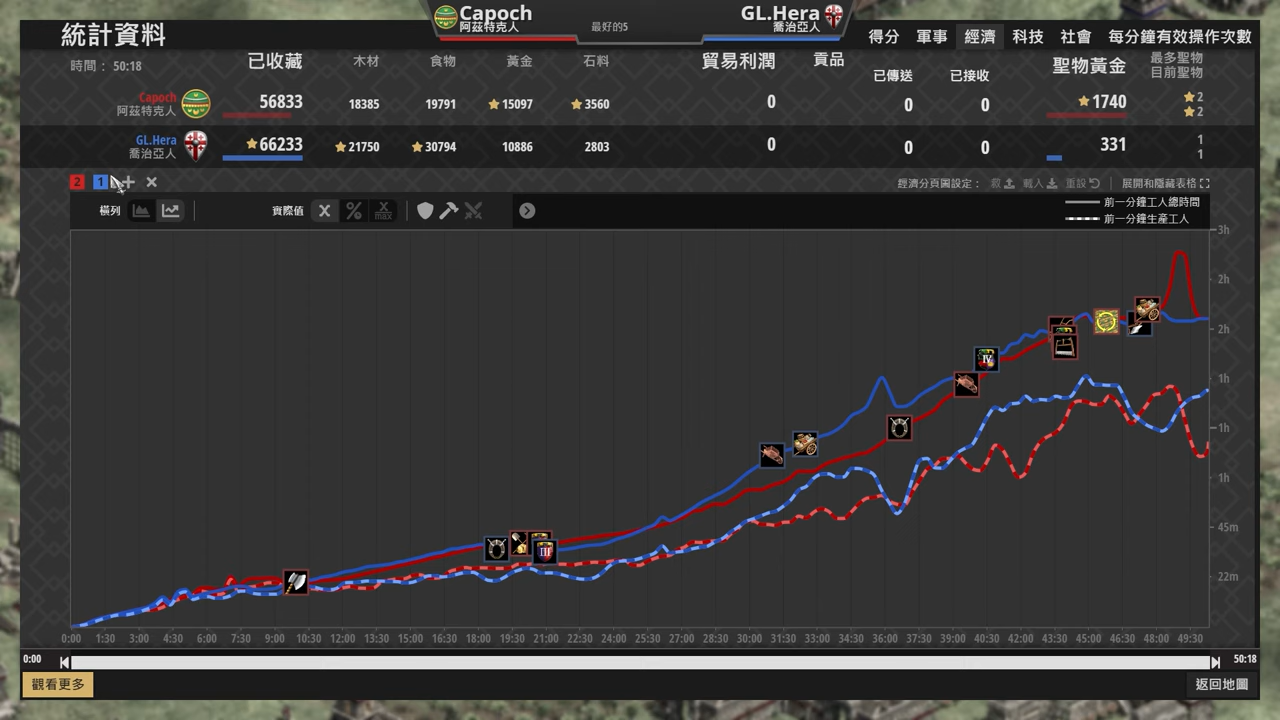 Capoch
阿茲特克人
最好的5
GL.Hera
喬治亞人
統計資料
得分 軍事 經濟 科技 社會 每分鐘有效操作次數
時間： 50:18
已收藏 木材 食物 黃金 石料 貿易利潤 貢品 已傳送 已接收 聖物黃金 最多聖物
目前聖物
Capoch
阿茲特克人
56833 18385 19791 15097 3560 0 0 0 1740 2
2
GL.Hera
喬治亞人
66233 21750 30794 10886 2803 0 0 0 331 1
1
2 1
經濟分頁圖設定： 載入 重設 展開和隱藏表格
橫列 實際值 X % X
max
前一分鐘工人總時間
前一分鐘生產工人
3h
2h
2h
1h
1h
1h
45m
22m
IV
III
0:00 1:30 3:00 4:30 6:00 7:30 9:00 10:30 12:00 13:30 15:00 16:30 18:00 19:30 21:00 22:30 24:00 25:30 27:00 28:30 30:00 31:30 33:00 34:30 36:00 37:30 39:00 40:30 42:00 43:30 45:00 46:30 48:00 49:30
0:00 50:18
觀看更多 返回地圖